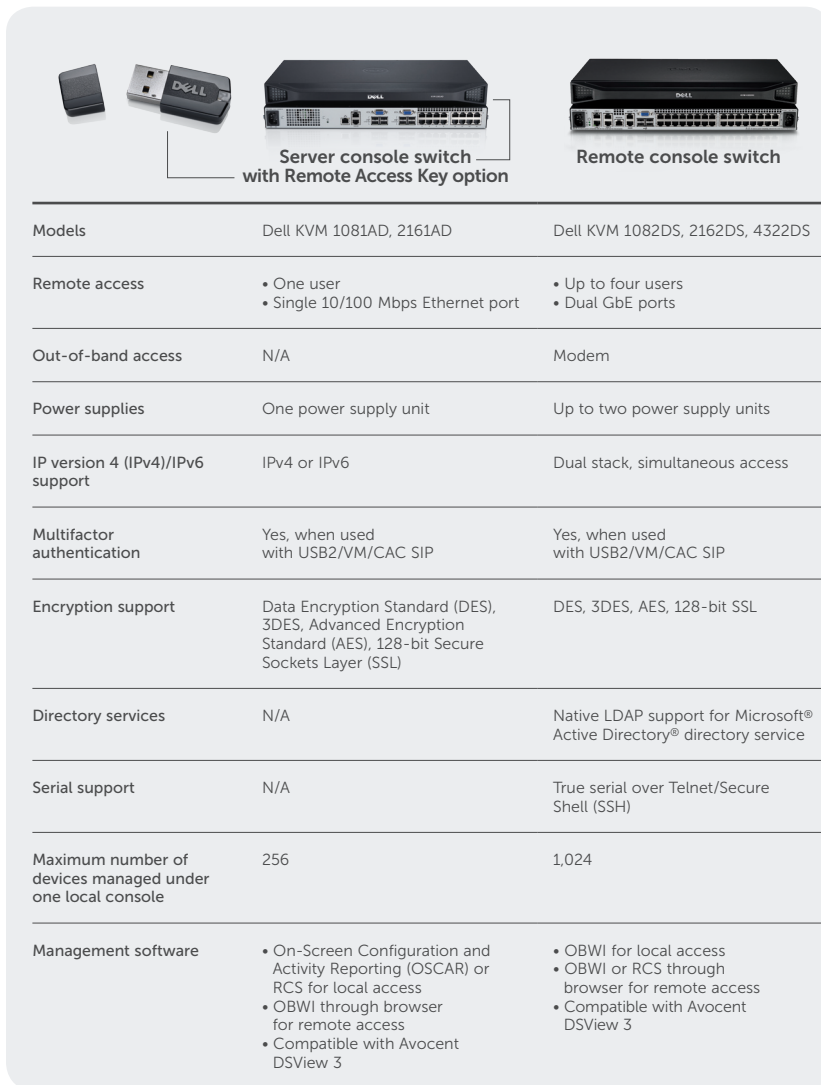 DELL
DELL
DELL
Server console switch
with Remote Access Key option
Remote console switch
Models
Dell KVM 1081AD, 2161AD
Dell KVM 1082DS, 2162DS, 4322DS
Remote access
• One user
• Single 10/100 Mbps Ethernet port
• Up to four users
• Dual GbE ports
Out-of-band access
N/A
Modem
Power supplies
One power supply unit
Up to two power supply units
IP version 4 (IPv4)/IPv6
support
IPv4 or IPv6
Dual stack, simultaneous access
Multifactor
authentication
Yes, when used
with USB2/VM/CAC SIP
Yes, when used
with USB2/VM/CAC SIP
Encryption support
Data Encryption Standard (DES),
3DES, Advanced Encryption
Standard (AES), 128-bit Secure
Sockets Layer (SSL)
DES, 3DES, AES, 128-bit SSL
Directory services
N/A
Native LDAP support for Microsoft®
Active Directory® directory service
Serial support
N/A
True serial over Telnet/Secure
Shell (SSH)
Maximum number of
devices managed under
one local console
256
1,024
Management software
• On-Screen Configuration and
Activity Reporting (OSCAR) or
RCS for local access
• OBWI through browser
for remote access
• Compatible with Avocent
DSView 3
• OBWI for local access
• OBWI or RCS through
browser for remote access
• Compatible with Avocent
DSView 3